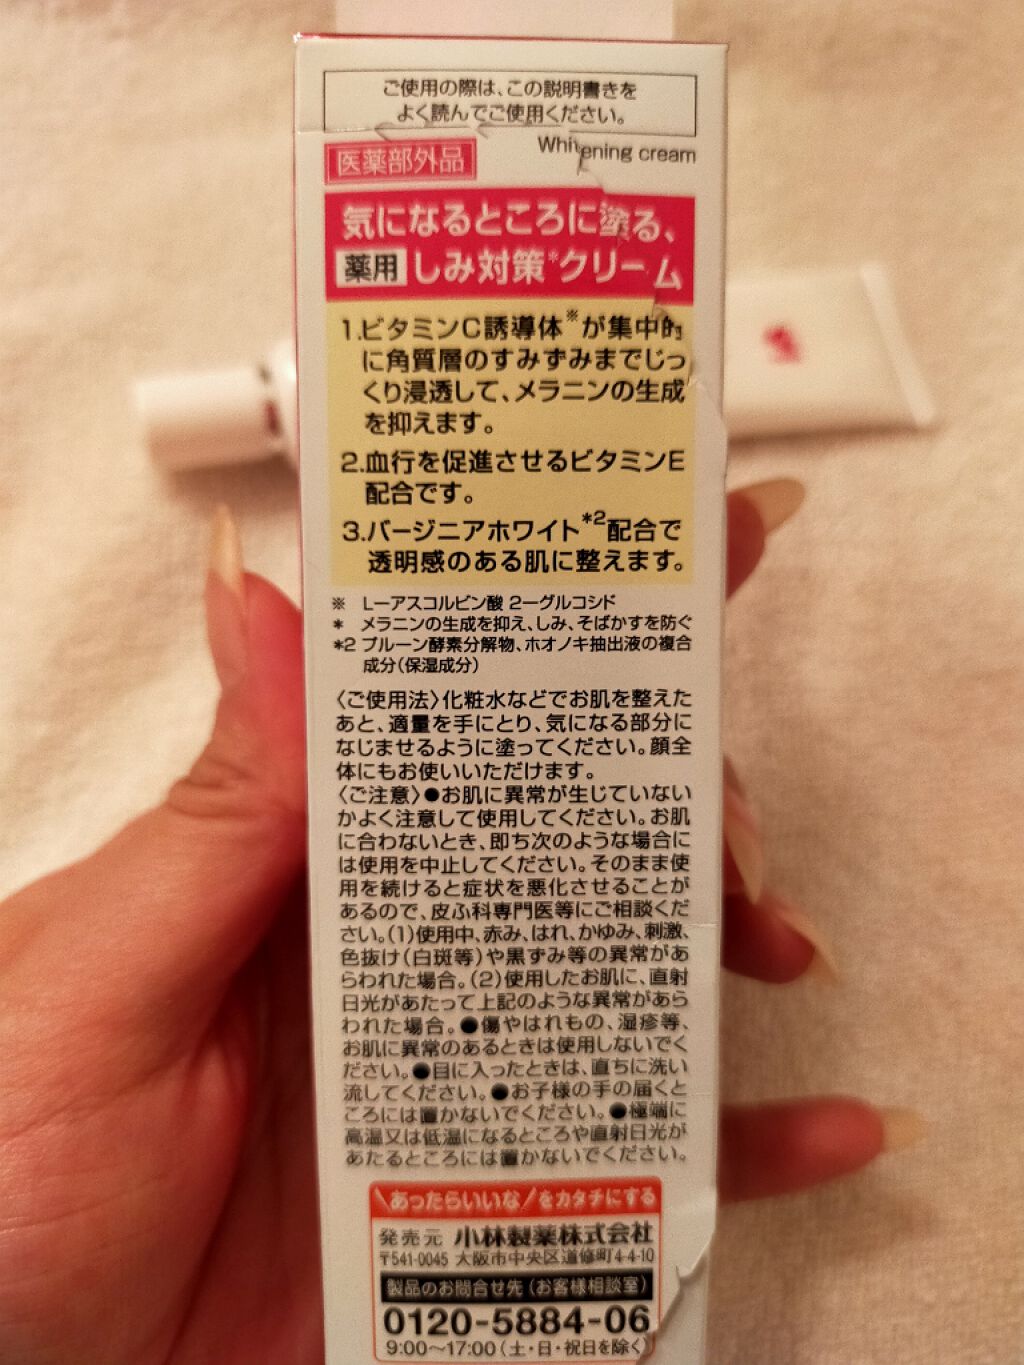 ご使用の際は、この説明書きを
よく読んでご使用ください。
Whitening cream
医薬部外品
気になるところに塗る、
薬用 しみ対策*クリーム
1.ビタミンC誘導体※が集中的
に角質層のすみずみまでじっ
くり浸透して、メラニンの生成
を抑えます。
2.血行を促進させるビタミンE
配合です。
3.バージニアホワイト*2配合で
透明感のある肌に整えます。
※ L-アスコルビン酸 2-グルコシド
* メラニンの生成を抑え、しみ、そばかすを防ぐ
*2 プルーン酵素分解物、ホオノキ抽出液の複合
成分(保湿成分)
〈ご使用法〉化粧水などでお肌を整えた
あと、適量を手にとり、気になる部分に
なじませるように塗ってください。顔全
体にもお使いいただけます。
〈ご注意〉●お肌に異常が生じていない
かよく注意して使用してください。お肌
に合わないとき、即ち次のような場合に
は使用を中止してください。そのまま使
用を続けると症状を悪化させることが
あるので、皮ふ科専門医等にご相談くだ
さい。(1)使用中、赤み、はれ、かゆみ、刺激、
色抜け(白斑等)や黒ずみ等の異常があ
らわれた場合。(2)使用したお肌に、直射
日光があたって上記のような異常があら
われた場合。●傷やはれもの、湿疹等、
お肌に異常のあるときは使用しないでく
ださい。●目に入ったときは、直ちに洗い
流してください。●お子様の手の届くと
ころには置かないでください。●極端に
高温又は低温になるところや直射日光が
あたるところには置かないでください。
\あったらいいな/をカタチにする
発売元 小林製薬株式会社
〒541-0045 大阪市中央区道修町4-4-10
製品のお問合せ先(お客様相談室)
0120-5884-06
9:00〜17:00(土・日・祝日を除く)